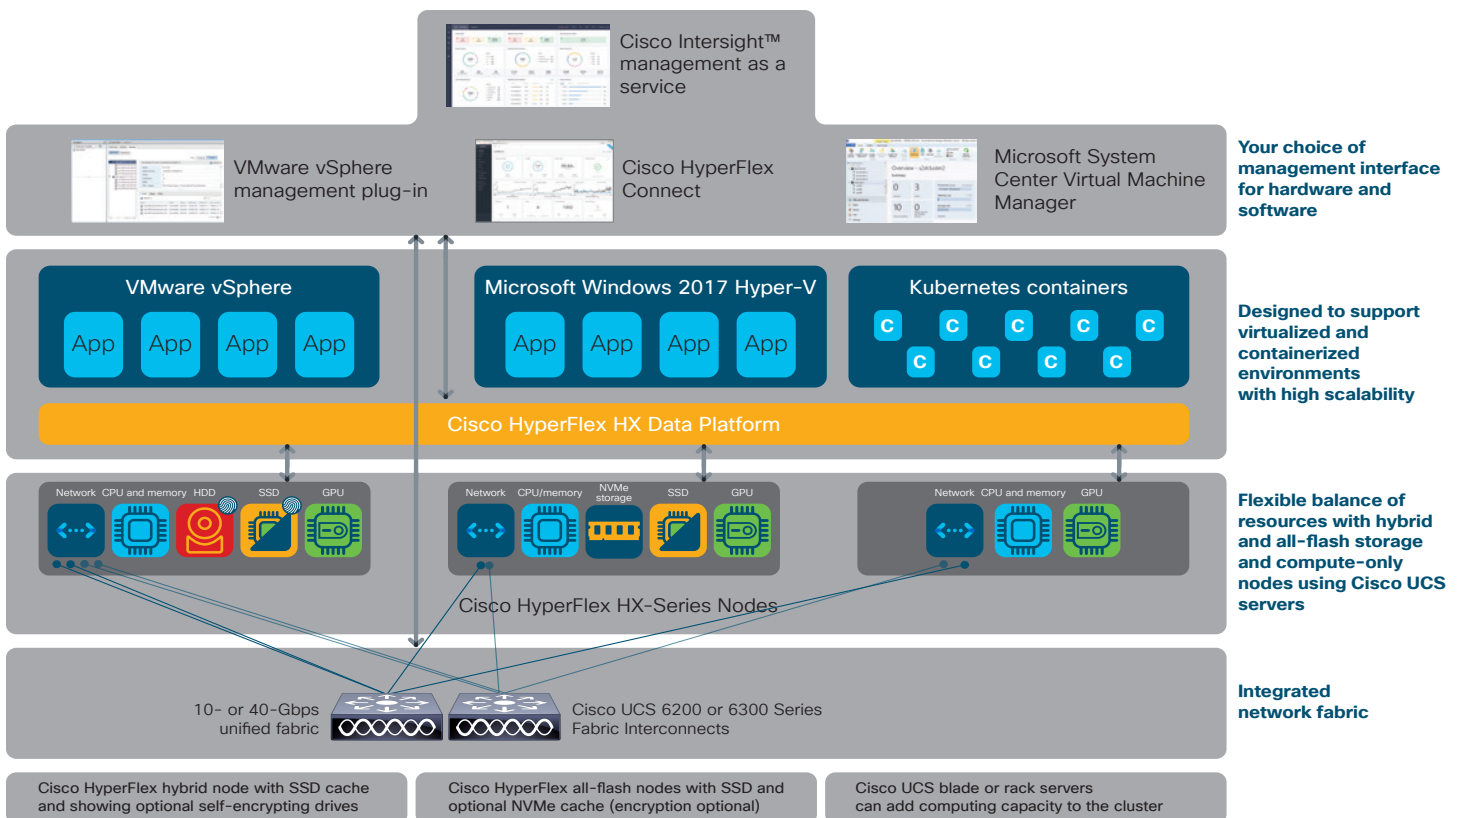 Cisco Intersight™
management as a
service
VMware vSphere
management plug-in
Cisco HyperFlex
Connect
Microsoft System
Center Virtual Machine
Manager
Your choice of
management interface
for hardware and
software
VMware vSphere
App App App App
Microsoft Windows 2017 Hyper-V
App App App App
Kubernetes containers
C C C C C
C C C C
Designed to support
virtualized and
containerized
environments
with high scalability
Cisco HyperFlex HX Data Platform
Network CPU and memory HDD SSD GPU
Network CPU/memory NVMe storage SSD GPU
Network CPU and memory GPU
Cisco HyperFlex HX-Series Nodes
Flexible balance of
resources with hybrid
and all-flash storage
and compute-only
nodes using Cisco UCS
servers
10- or 40-Gbps
unified fabric
Cisco UCS 6200 or 6300 Series
Fabric Interconnects
Integrated
network fabric
Cisco HyperFlex hybrid node with SSD cache
and showing optional self-encrypting drives
Cisco HyperFlex all-flash nodes with SSD and
optional NVMe cache (encryption optional)
Cisco UCS blade or rack servers
can add computing capacity to the cluster